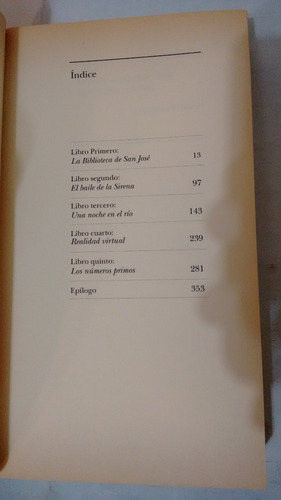 Índice
Libro Primero:
La Biblioteca de San José 13
Libro segundo:
El baile de la Sirena 97
Libro tercero:
Una noche en el río 143
Libro cuarto:
Realidad virtual 239
Libro quinto:
Los números primos 281
Epílogo 353